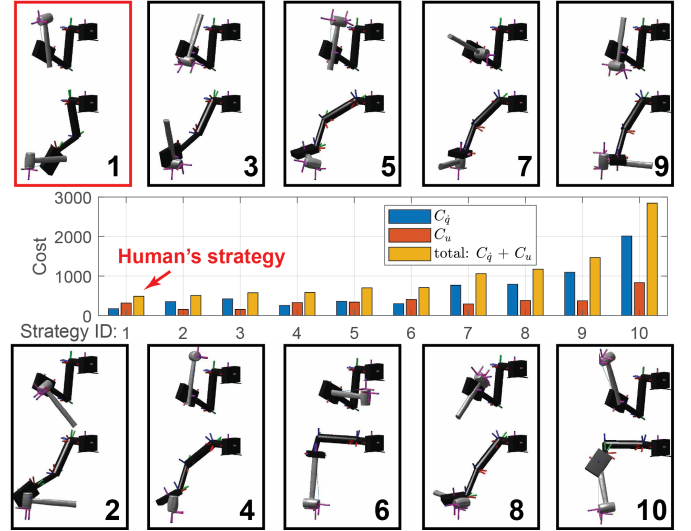 1
3
5
7
9
3000
2000
1000
0
Cost
Human's strategy
C_q̇
C_u
total: C_q̇ + C_u
Strategy ID: 1 2 3 4 5 6 7 8 9 10
2
4
6
8
10